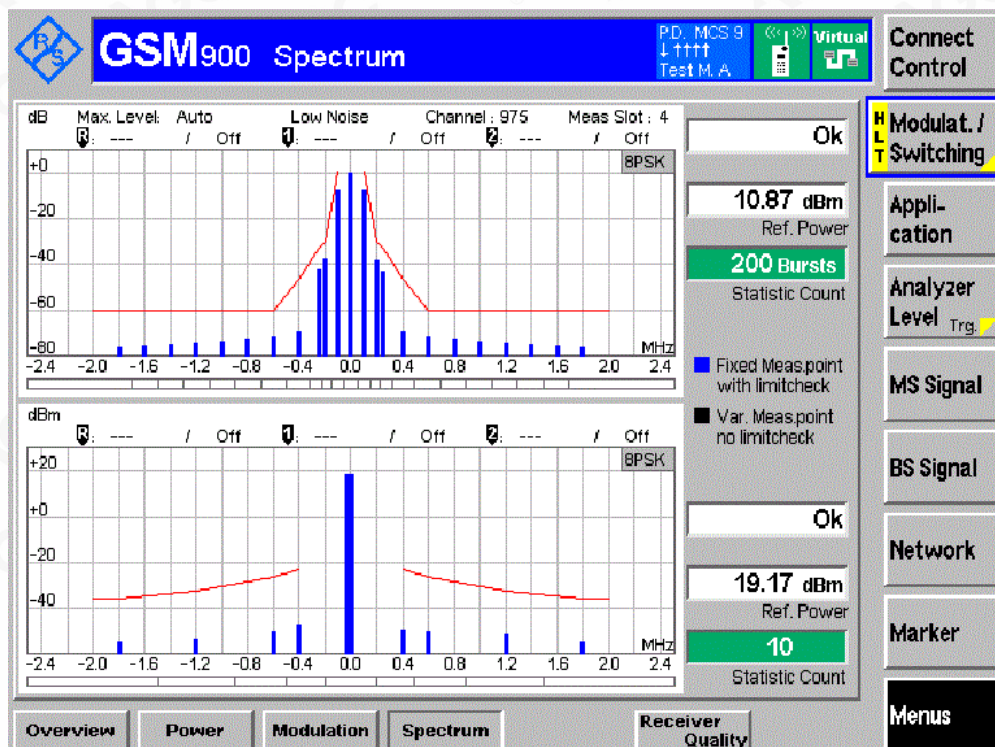 R/S
GSM900 Spectrum
P.D. MCS 9
↓ ↑↑↑↑
Test M. A.
Virtual
Connect Control
dB Max. Level: Auto Low Noise Channel : 975 Meas Slot : 4
R: --- / Off 1: --- / Off 2: --- / Off
8PSK
+0
-20
-40
-60
-80
MHz
-2.4 -2.0 -1.6 -1.2 -0.8 -0.4 0.0 0.4 0.8 1.2 1.6 2.0 2.4
Ok
10.87 dBm
Ref. Power
200 Bursts
Statistic Count
Fixed Meas.point
with limitcheck
Var. Meas.point
no limitcheck
dBm
R: --- / Off 1: --- / Off 2: --- / Off
8PSK
+20
+0
-20
-40
MHz
-2.4 -2.0 -1.6 -1.2 -0.8 -0.4 0.0 0.4 0.8 1.2 1.6 2.0 2.4
Ok
19.17 dBm
Ref. Power
10
Statistic Count
HLT
Modulat. /
Switching
Appli-
cation
Analyzer
Level Trg.
MS Signal
BS Signal
Network
Marker
Menus
Overview Power Modulation Spectrum Receiver
Quality